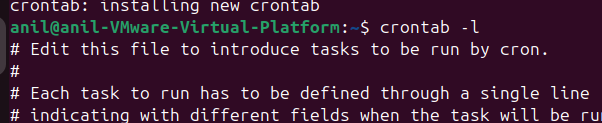 crontab: installing new crontab
anil@anil-VMware-Virtual-Platform:~$ crontab -l
# Edit this file to introduce tasks to be run by cron.
#
# Each task to run has to be defined through a single line
# indicating with different fields when the task will be